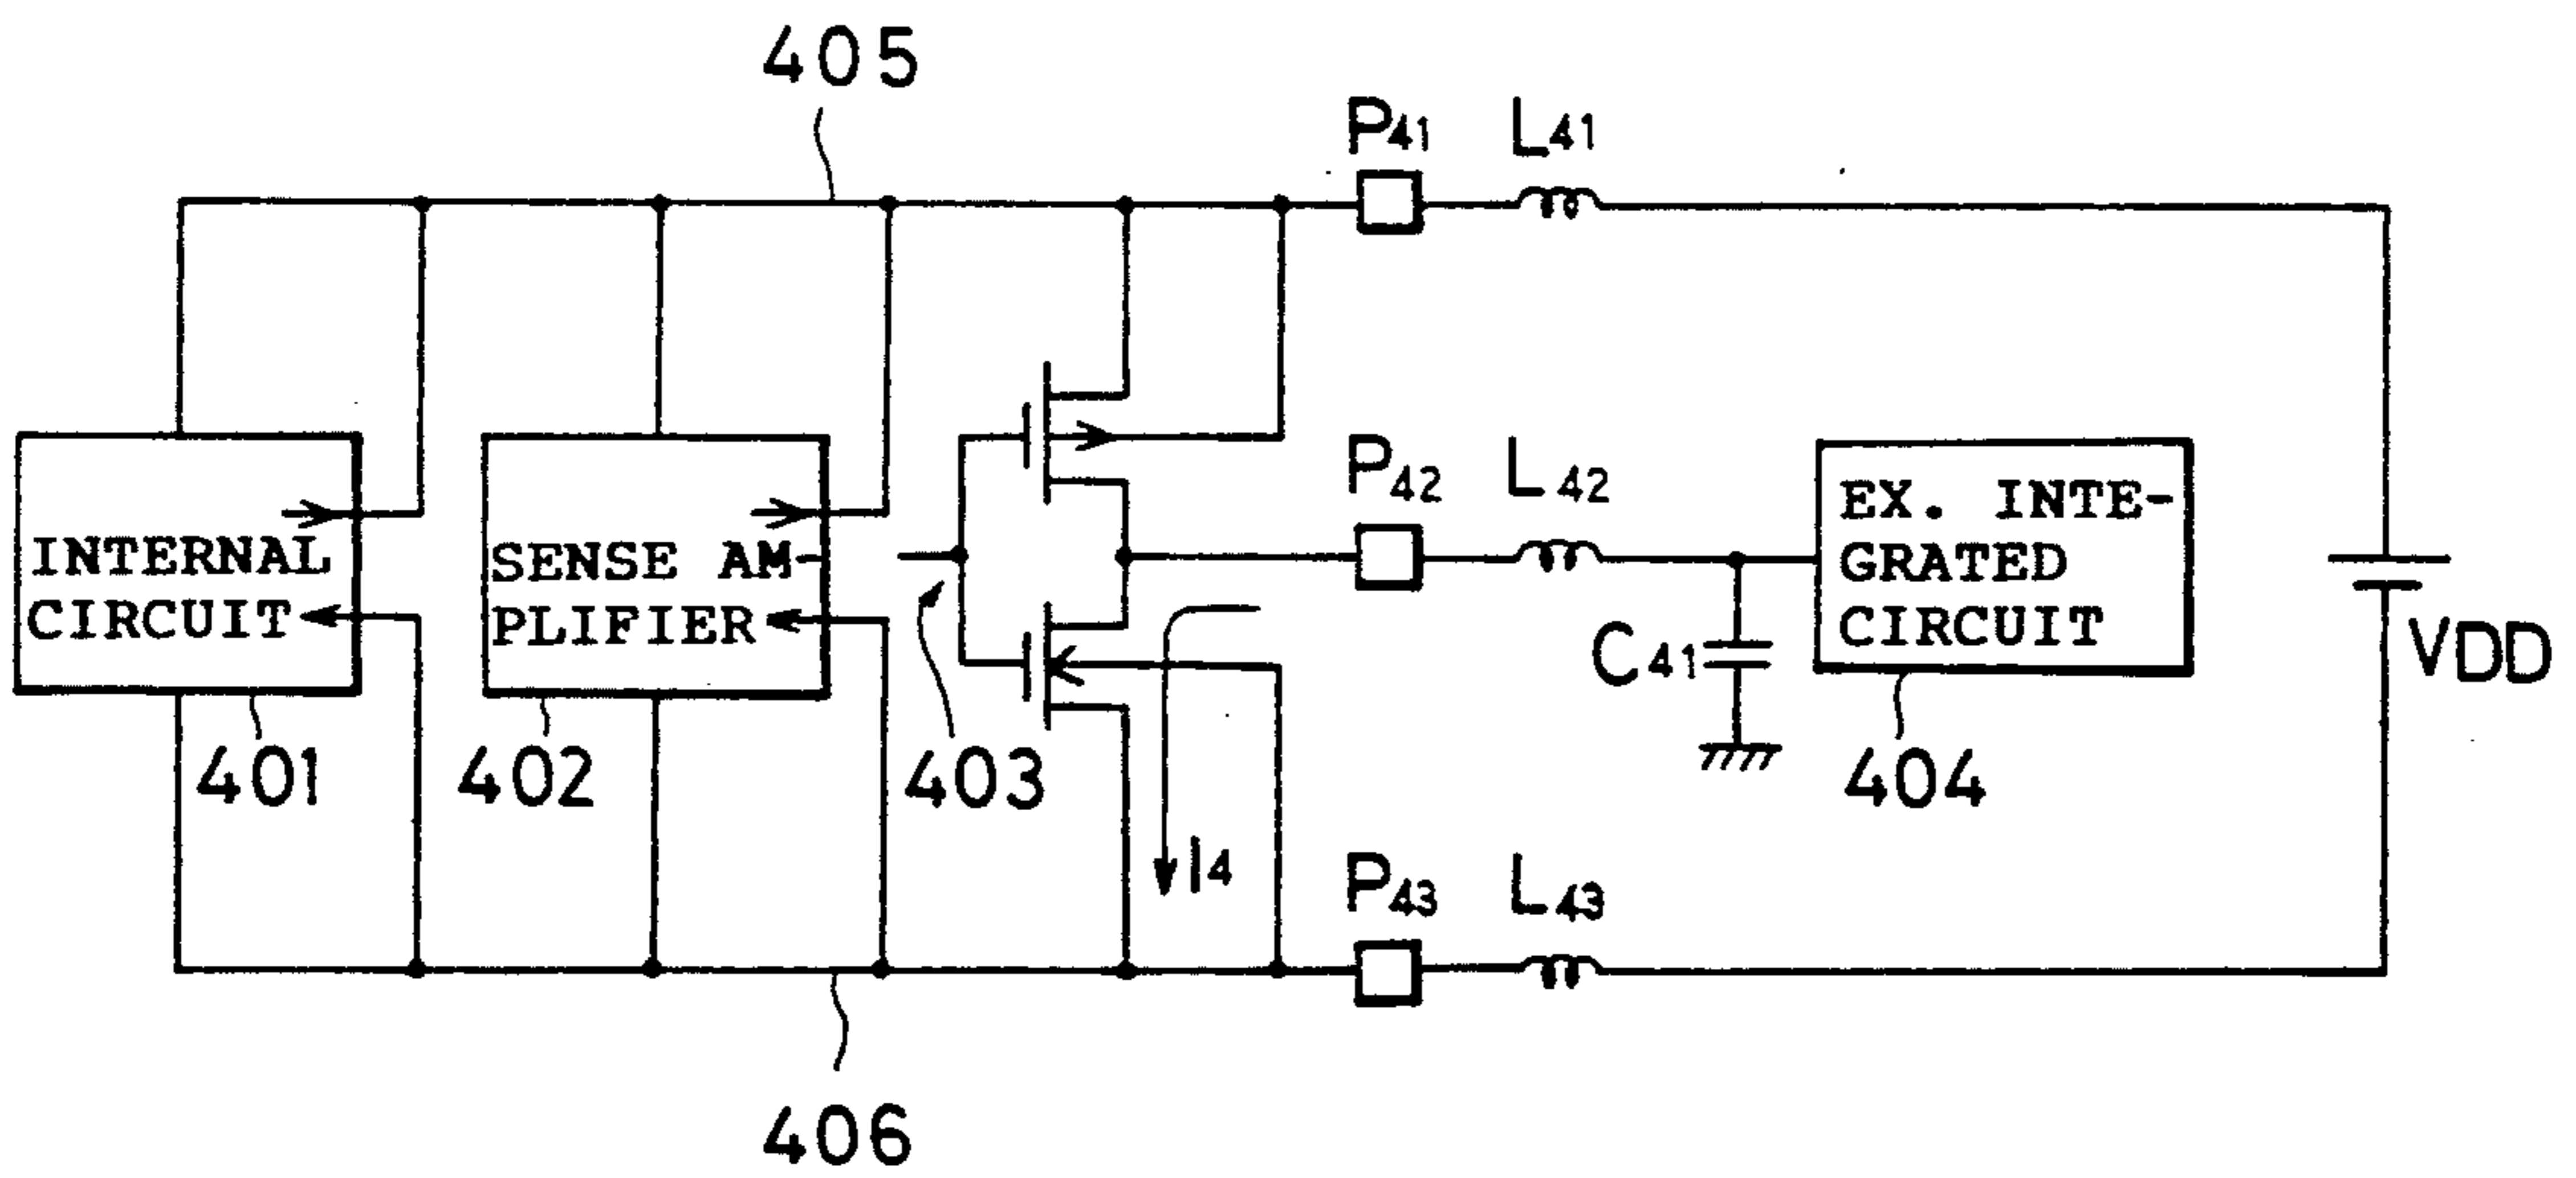 405
P41
L41
P42
L42
EX. INTE-
GRATED
CIRCUIT
INTERNAL
CIRCUIT
SENSE AM-
PLIFIER
C41
VDD
401
402
403
404
I4
P43
L43
406